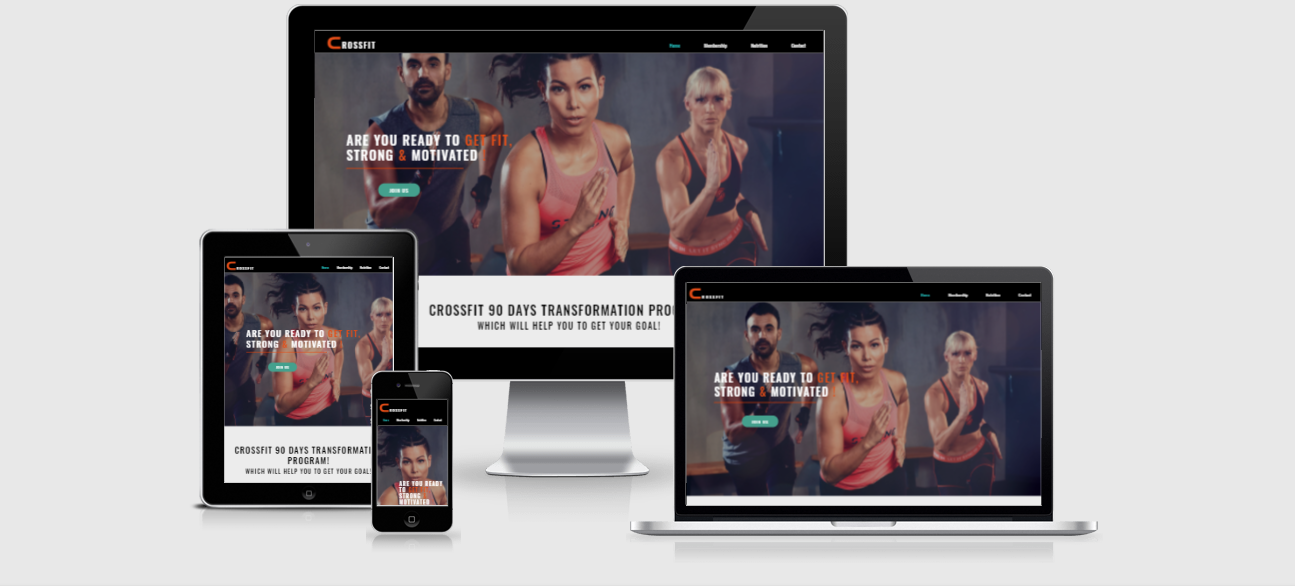 CROSSFIT
Home Membership Nutrition Contact
ARE YOU READY TO GET FIT.
STRONG & MOTIVATED
JOIN US
CROSSFIT 90 DAYS TRANSFORMATION PRO
WHICH WILL HELP YOU TO GET YOUR GOAL!
CROSSFIT
Home Membership Nutrition Contact
ARE YOU READY TO GET FIT.
STRONG MOTIVATED
JOIN US
CROSSFIT 90 DAYS TRANSFORMATI
PROGRAM!
WHICH WILL HELP YOU TO GET YOUR GOAL!
CROSSFIT
Home Membership Nutrition Contact
ARE YOU READY
TO
STRONG
MOTIVATED
CROSSFIT
Home Membership Nutrition Contact
ARE YOU READY TO GET FIT.
STRONG & MOTIVATED
JOIN US